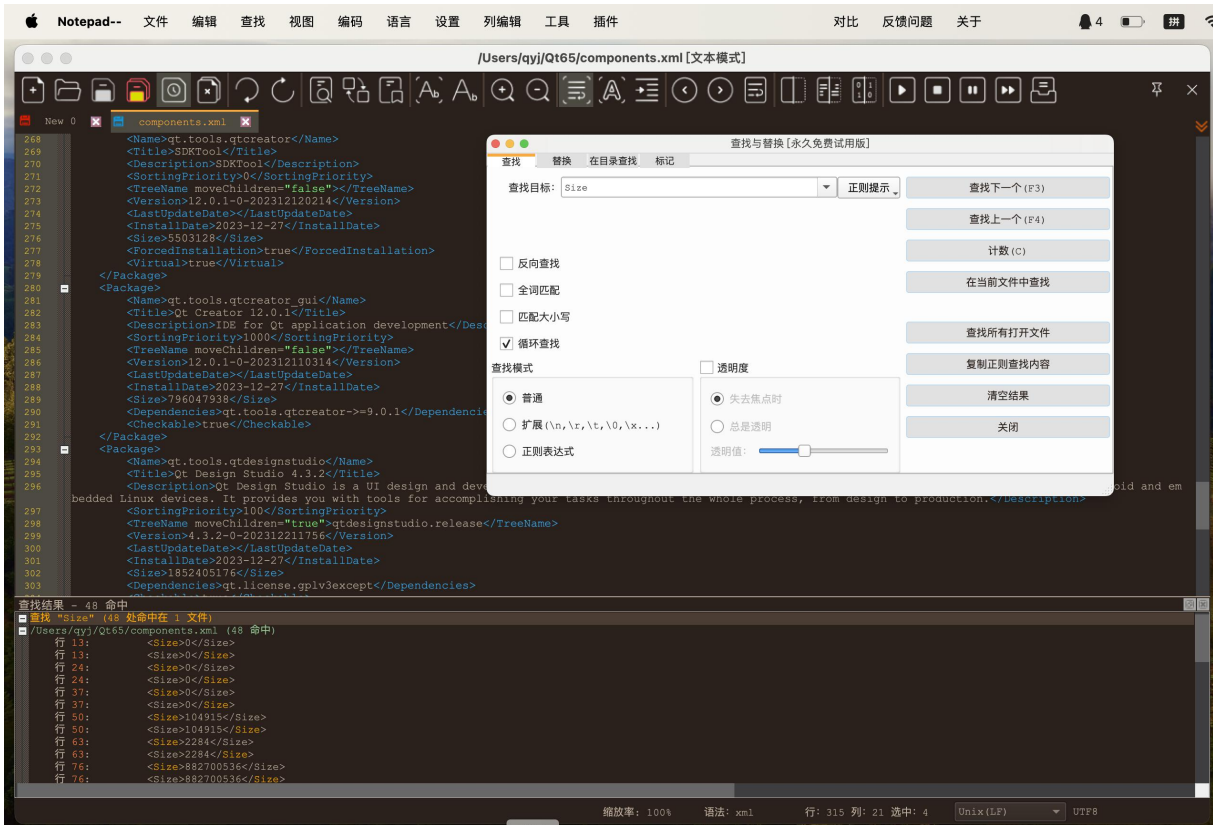 Notepad-- 文件 编辑 查找 视图 编码 语言 设置 列编辑 工具 插件 对比 反馈问题 关于 4 拼
/Users/qyj/Qt65/components.xml [文本模式]
New 0 components.xml
268 <Name>qt.tools.qtcreator</Name>
269 <Title>SDKTool</Title>
270 <Description>SDKTool</Description>
271 <SortingPriority>0</SortingPriority>
272 <TreeName moveChildren="false"></TreeName>
273 <Version>12.0.1-0-202312120214</Version>
274 <LastUpdateDate></LastUpdateDate>
275 <InstallDate>2023-12-27</InstallDate>
276 <Size>5503128</Size>
277 <ForcedInstallation>true</ForcedInstallation>
278 <Virtual>true</Virtual>
279 </Package>
280 <Package>
281 <Name>qt.tools.qtcreator_gui</Name>
282 <Title>Qt Creator 12.0.1</Title>
283 <Description>IDE for Qt application development</Desc
284 <SortingPriority>1000</SortingPriority>
285 <TreeName moveChildren="false"></TreeName>
286 <Version>12.0.1-0-202312110314</Version>
287 <LastUpdateDate></LastUpdateDate>
288 <InstallDate>2023-12-27</InstallDate>
289 <Size>796047938</Size>
290 <Dependencies>qt.tools.qtcreator->=9.0.1</Dependencie
291 <Checkable>true</Checkable>
292 </Package>
293 <Package>
294 <Name>qt.tools.qtdesignstudio</Name>
295 <Title>Qt Design Studio 4.3.2</Title>
296 <Description>Qt Design Studio is a UI design and deve oid and em
bedded Linux devices. It provides you with tools for accomplishing your tasks throughout the whole process, from design to production.</Description>
297 <SortingPriority>100</SortingPriority>
298 <TreeName moveChildren="true">qtdesignstudio.release</TreeName>
299 <Version>4.3.2-0-202312211756</Version>
300 <LastUpdateDate></LastUpdateDate>
301 <InstallDate>2023-12-27</InstallDate>
302 <Size>1852405176</Size>
303 <Dependencies>qt.license.gplv3except</Dependencies>
查找与替换 [永久免费试用版]
查找 替换 在目录查找 标记
查找目标: Size 正则提示 查找下一个(F3)
查找上一个(F4)
计数(C)
反向查找
在当前文件中查找
全词匹配
匹配大小写
查找所有打开文件
循环查找
复制正则查找内容
查找模式 透明度
清空结果
普通 失去焦点时
扩展(\n,\r,\t,\0,\x...) 总是透明 关闭
正则表达式 透明值:
查找结果 - 48 命中
查找 "Size" (48 处命中在 1 文件)
/Users/qyj/Qt65/components.xml (48 命中)
行 13: <Size>0</Size>
行 13: <Size>0</Size>
行 24: <Size>0</Size>
行 24: <Size>0</Size>
行 37: <Size>0</Size>
行 37: <Size>0</Size>
行 50: <Size>104915</Size>
行 50: <Size>104915</Size>
行 63: <Size>2284</Size>
行 63: <Size>2284</Size>
行 76: <Size>882700536</Size>
行 76: <Size>882700536</Size>
缩放率: 100% 语法: xml 行: 315 列: 21 选中: 4 Unix(LF) UTF8